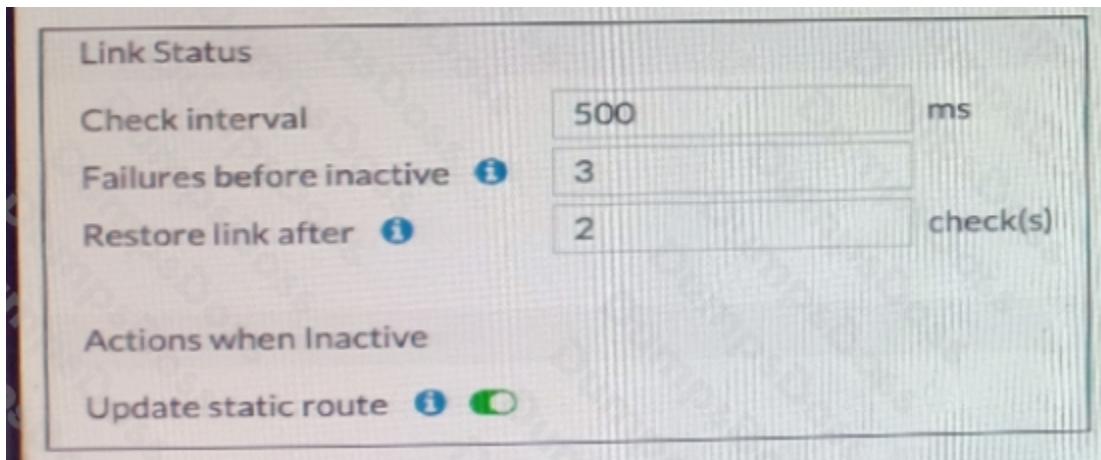 Link Status
Check interval 500 ms
Failures before inactive 3
Restore link after 2 check(s)
Actions when Inactive
Update static route